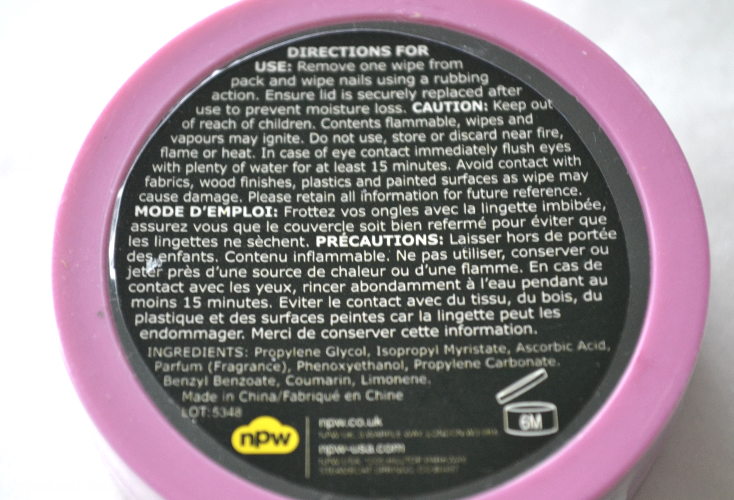 DIRECTIONS FOR
USE: Remove one wipe from
pack and wipe nails using a rubbing
action. Ensure lid is securely replaced after
use to prevent moisture loss. CAUTION: Keep out
of reach of children. Contents flammable, wipes and
vapours may ignite. Do not use, store or discard near fire,
flame or heat. In case of eye contact immediately flush eyes
with plenty of water for at least 15 minutes. Avoid contact with
fabrics, wood finishes, plastics and painted surfaces as wipe may
cause damage. Please retain all information for future reference.
MODE D'EMPLOI: Frottez vos ongles avec la lingette imbibée,
assurez vous que le couvercle soit bien refermé pour éviter que
les lingettes ne sèchent. PRÉCAUTIONS: Laisser hors de portée
des enfants. Contenu inflammable. Ne pas utiliser, conserver ou
jeter près d'une source de chaleur ou d'une flamme. En cas de
contact avec les yeux, rincer abondamment à l'eau pendant au
moins 15 minutes. Eviter le contact avec du tissu, du bois, du
plastique et des surfaces peintes car la lingette peut les
endommager. Merci de conserver cette information.
INGREDIENTS: Propylene Glycol, Isopropyl Myristate, Ascorbic Acid,
Parfum (Fragrance), Phenoxyethanol, Propylene Carbonate.
Benzyl Benzoate, Coumarin, Limonene.
Made in China/Fabriqué en Chine
LOT: 5348
npw
npw.co.uk
npw-usa.com
6M